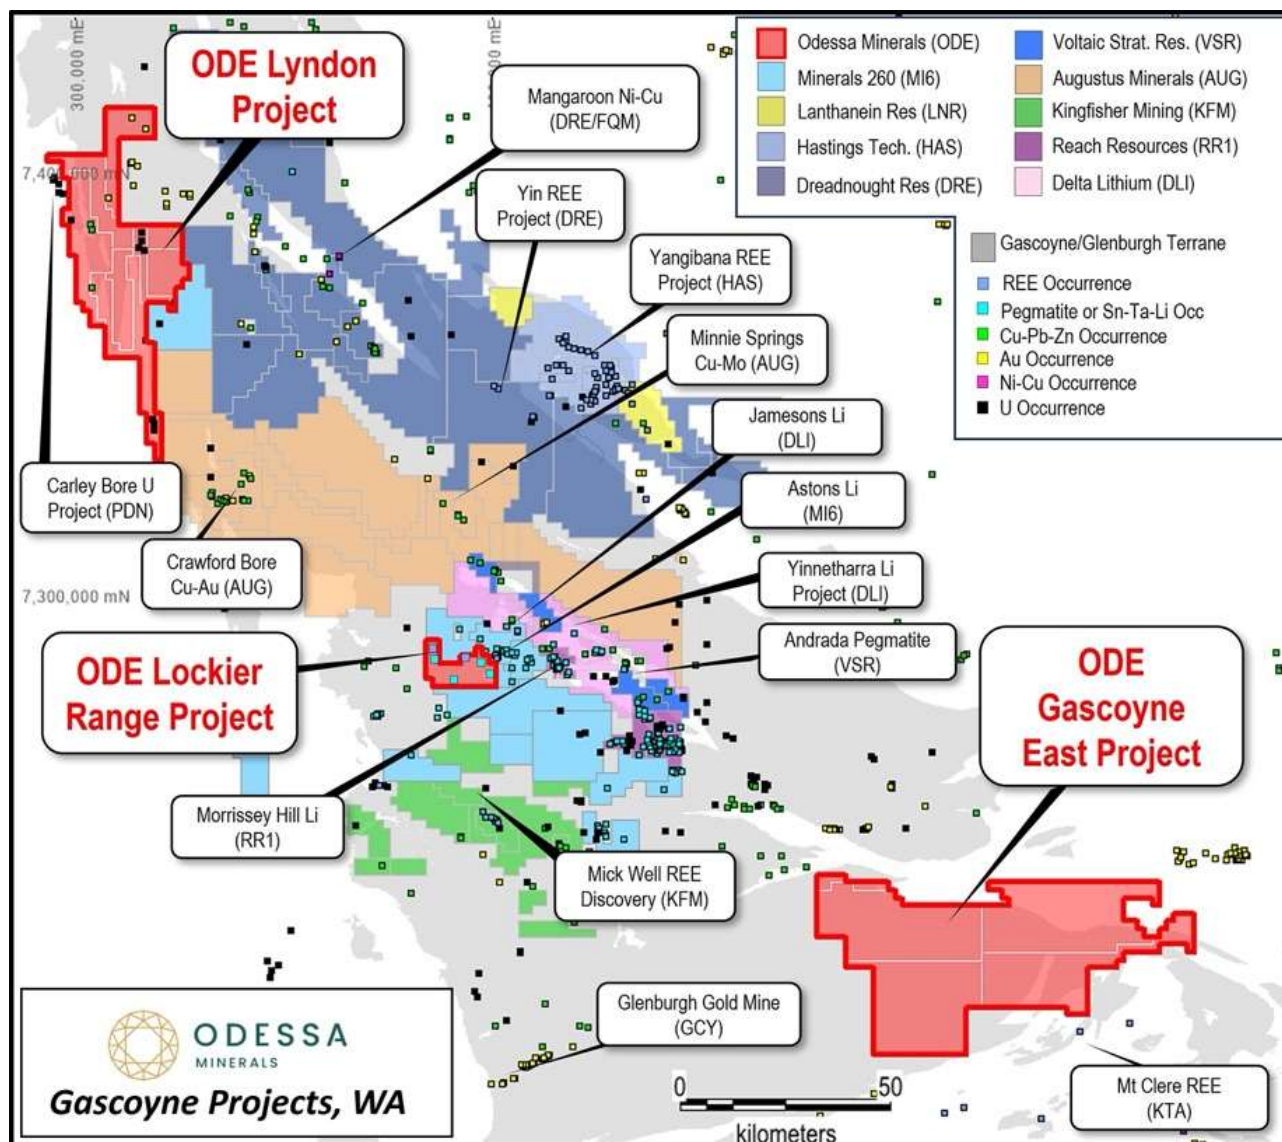 300,000 mE
00,000 mE
7,400,000 mN
7,300,000 mN
ODE Lyndon
Project
Mangaroon Ni-Cu
(DRE/FQM)
Yin REE
Project (DRE)
Yangibana REE
Project (HAS)
Minnie Springs
Cu-Mo (AUG)
Jamesons Li
(DLI)
Astons Li
(MI6)
Yinnetharra Li
Project (DLI)
Andrada Pegmatite
(VSR)
Carley Bore U
Project (PDN)
Crawford Bore
Cu-Au (AUG)
ODE Lockier
Range Project
ODE
Gascoyne
East Project
Morrissey Hill Li
(RR1)
Mick Well REE
Discovery (KFM)
Glenburgh Gold Mine
(GCY)
Mt Clere REE
(KTA)
Odessa Minerals (ODE)
Minerals 260 (MI6)
Lanthanein Res (LNR)
Hastings Tech. (HAS)
Dreadnought Res (DRE)
Voltaic Strat. Res. (VSR)
Augustus Minerals (AUG)
Kingfisher Mining (KFM)
Reach Resources (RR1)
Delta Lithium (DLI)
Gascoyne/Glenburgh Terrane
REE Occurrence
Pegmatite or Sn-Ta-Li Occ
Cu-Pb-Zn Occurrence
Au Occurrence
Ni-Cu Occurrence
U Occurrence
ODESSA
MINERALS
Gascoyne Projects, WA
0 50
kilometers